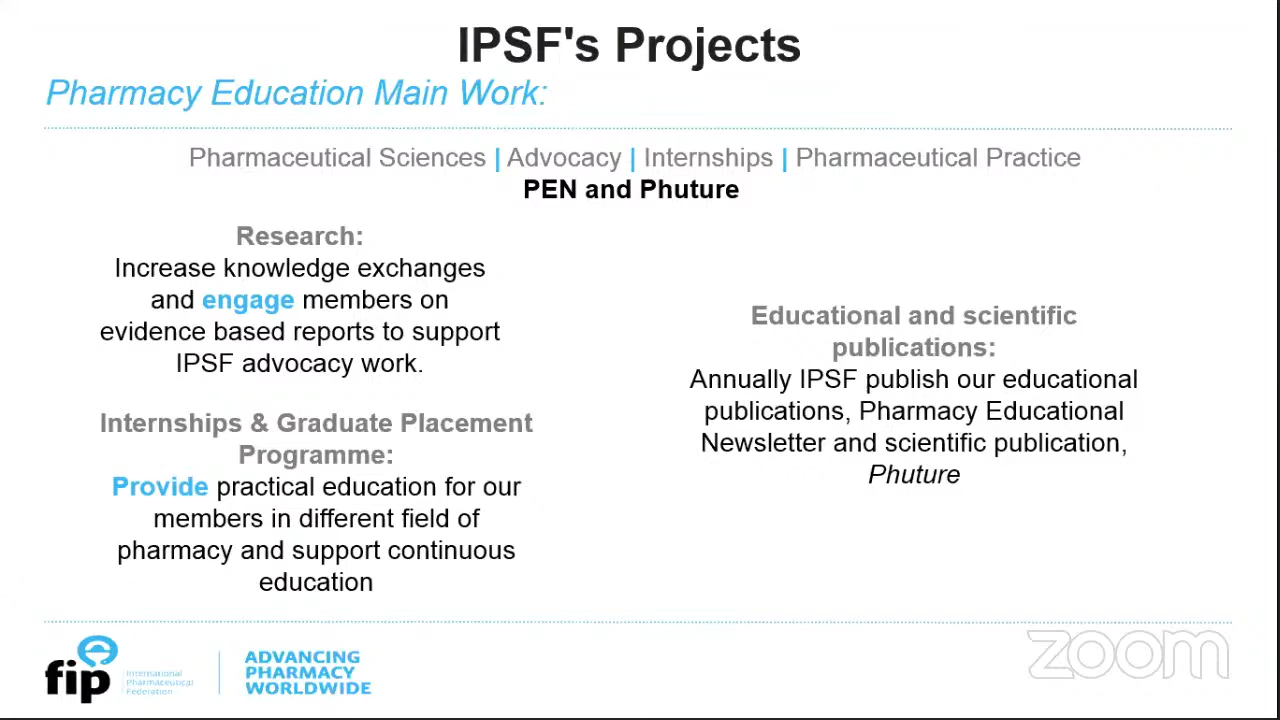 IPSF's Projects
Pharmacy Education Main Work:
Pharmaceutical Sciences | Advocacy | Internships | Pharmaceutical Practice
PEN and Phuture
Research:
Increase knowledge exchanges
and engage members on
evidence based reports to support
IPSF advocacy work.
Internships & Graduate Placement
Programme:
Provide practical education for our
members in different field of
pharmacy and support continuous
education
Educational and scientific
publications:
Annually IPSF publish our educational
publications, Pharmacy Educational
Newsletter and scientific publication,
Phuture
fip
International
Pharmaceutical
Federation
ADVANCING
PHARMACY
WORLDWIDE
zoom